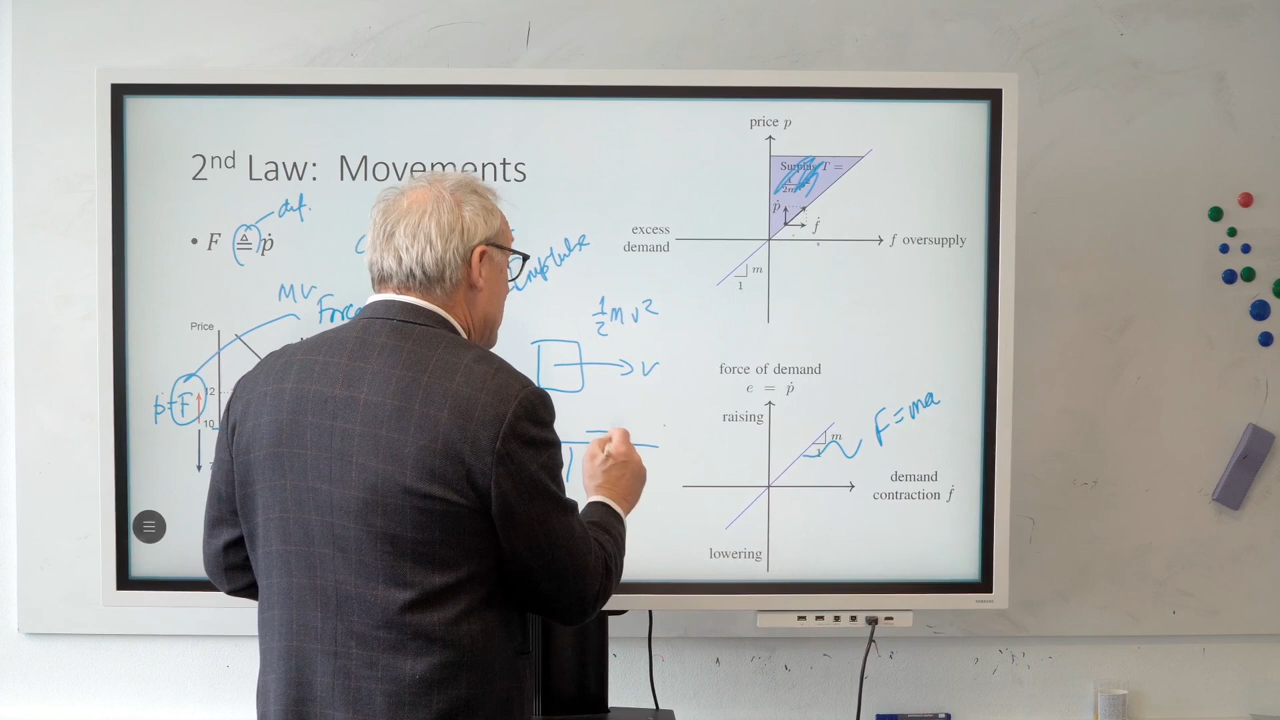 2nd Law: Movements
def.
• F ≜ ṗ
MV
Force
Price
12
ṗ=F
10
½MV²
V
price p
Surplus T =
ṗ
ḟ
excess
demand
f oversupply
m
1
force of demand
e = ṗ
raising
F=ma
m
1
demand
contraction ḟ
lowering
SAMSUNG